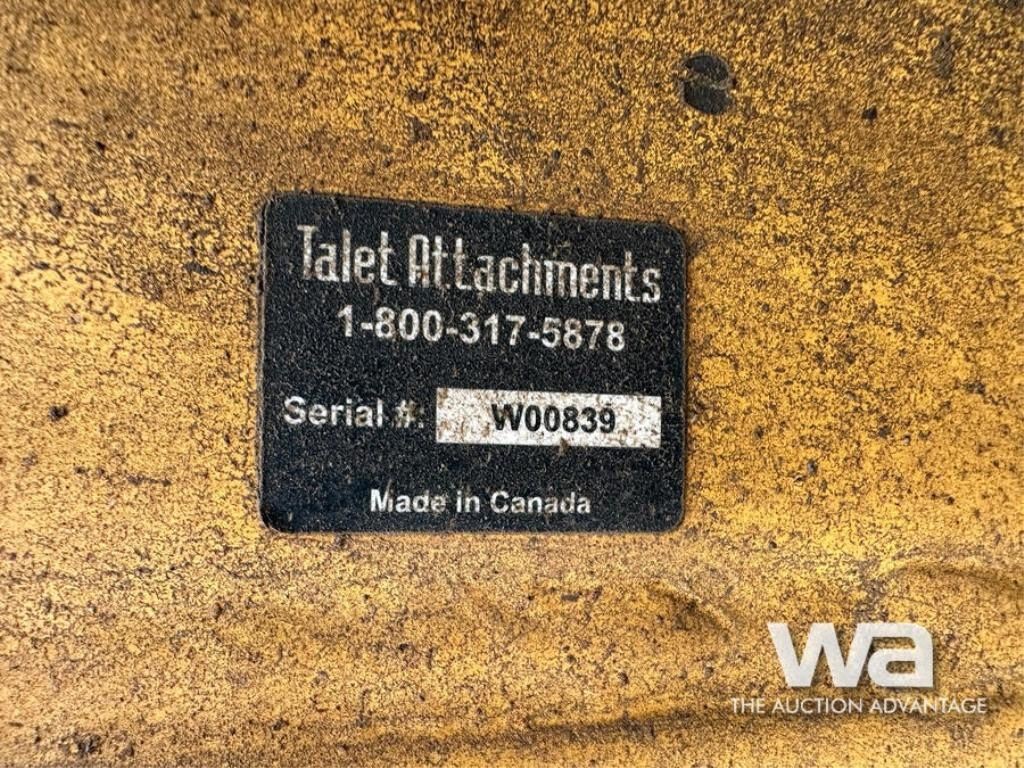 Talet Attachments
1-800-317-5878
Serial #: W00839
Made in Canada
wa
THE AUCTION ADVANTAGE